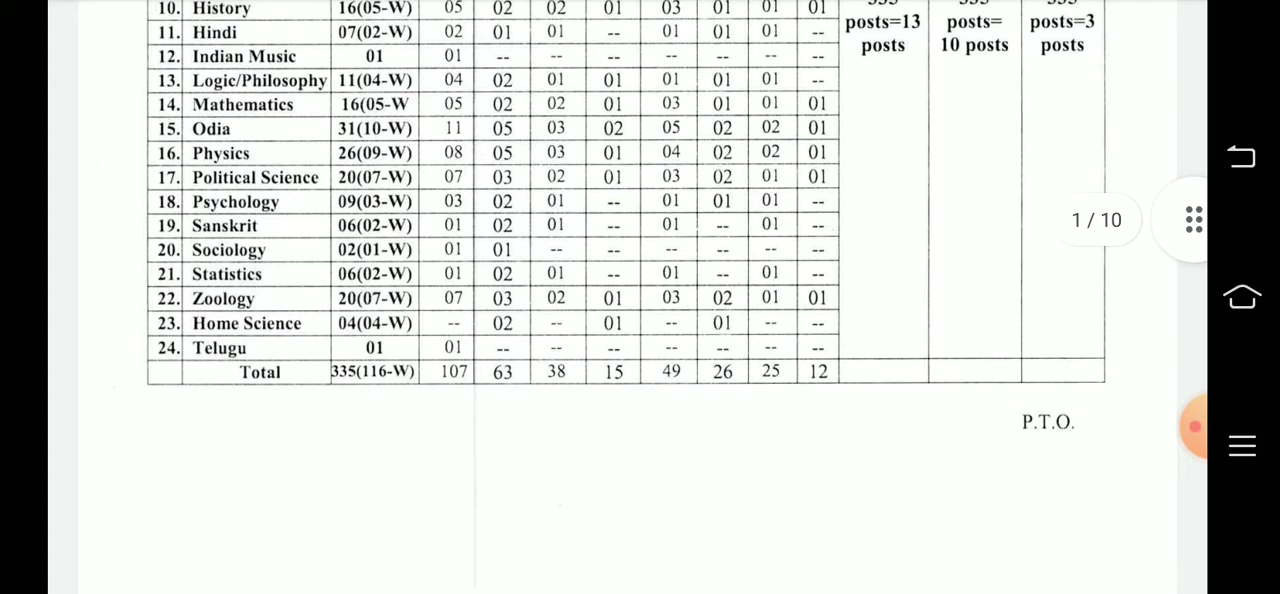 10. History 16(05-W) 05 02 02 01 03 01 01 01
11. Hindi 07(02-W) 02 01 01 -- 01 01 01 --
12. Indian Music 01 01 -- -- -- -- -- -- --
13. Logic/Philosophy 11(04-W) 04 02 01 01 01 01 01 --
14. Mathematics 16(05-W 05 02 02 01 03 01 01 01
15. Odia 31(10-W) 11 05 03 02 05 02 02 01
16. Physics 26(09-W) 08 05 03 01 04 02 02 01
17. Political Science 20(07-W) 07 03 02 01 03 02 01 01
18. Psychology 09(03-W) 03 02 01 -- 01 01 01 --
19. Sanskrit 06(02-W) 01 02 01 -- 01 -- 01 --
20. Sociology 02(01-W) 01 01 -- -- -- -- -- --
21. Statistics 06(02-W) 01 02 01 -- 01 -- 01 --
22. Zoology 20(07-W) 07 03 02 01 03 02 01 01
23. Home Science 04(04-W) -- 02 -- 01 -- 01 -- --
24. Telugu 01 01 -- -- -- -- -- -- --
Total 335(116-W) 107 63 38 15 49 26 25 12
posts=13 posts
posts= 10 posts
posts=3 posts
1 / 10
P.T.O.